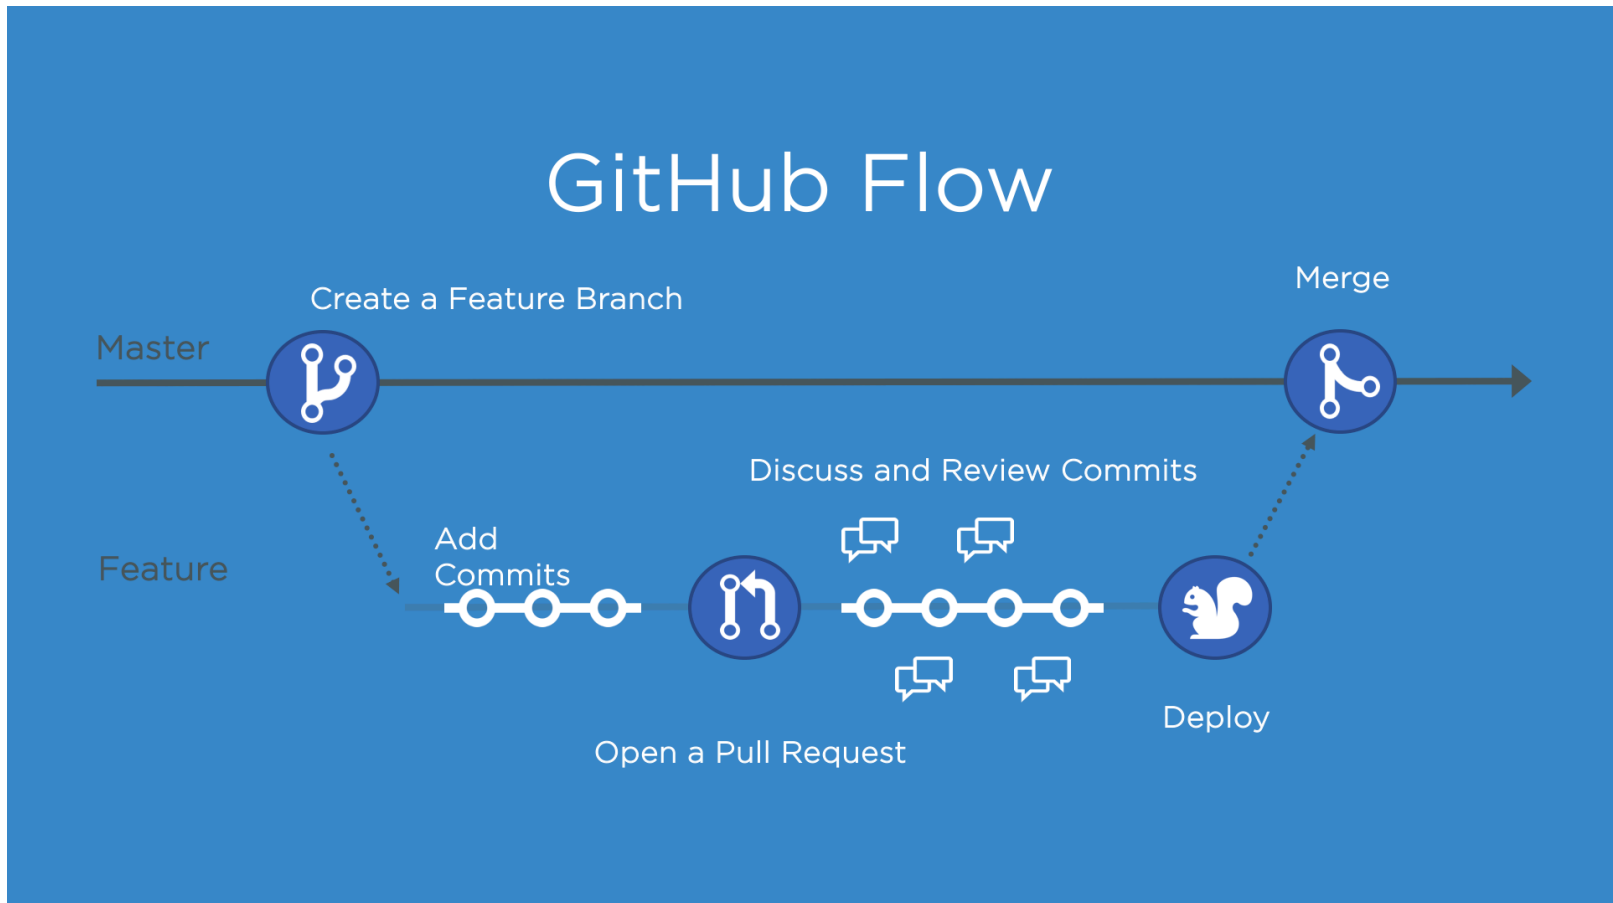 GitHub Flow
Merge
Create a Feature Branch
Master
Discuss and Review Commits
Add
Commits
Feature
Deploy
Open a Pull Request